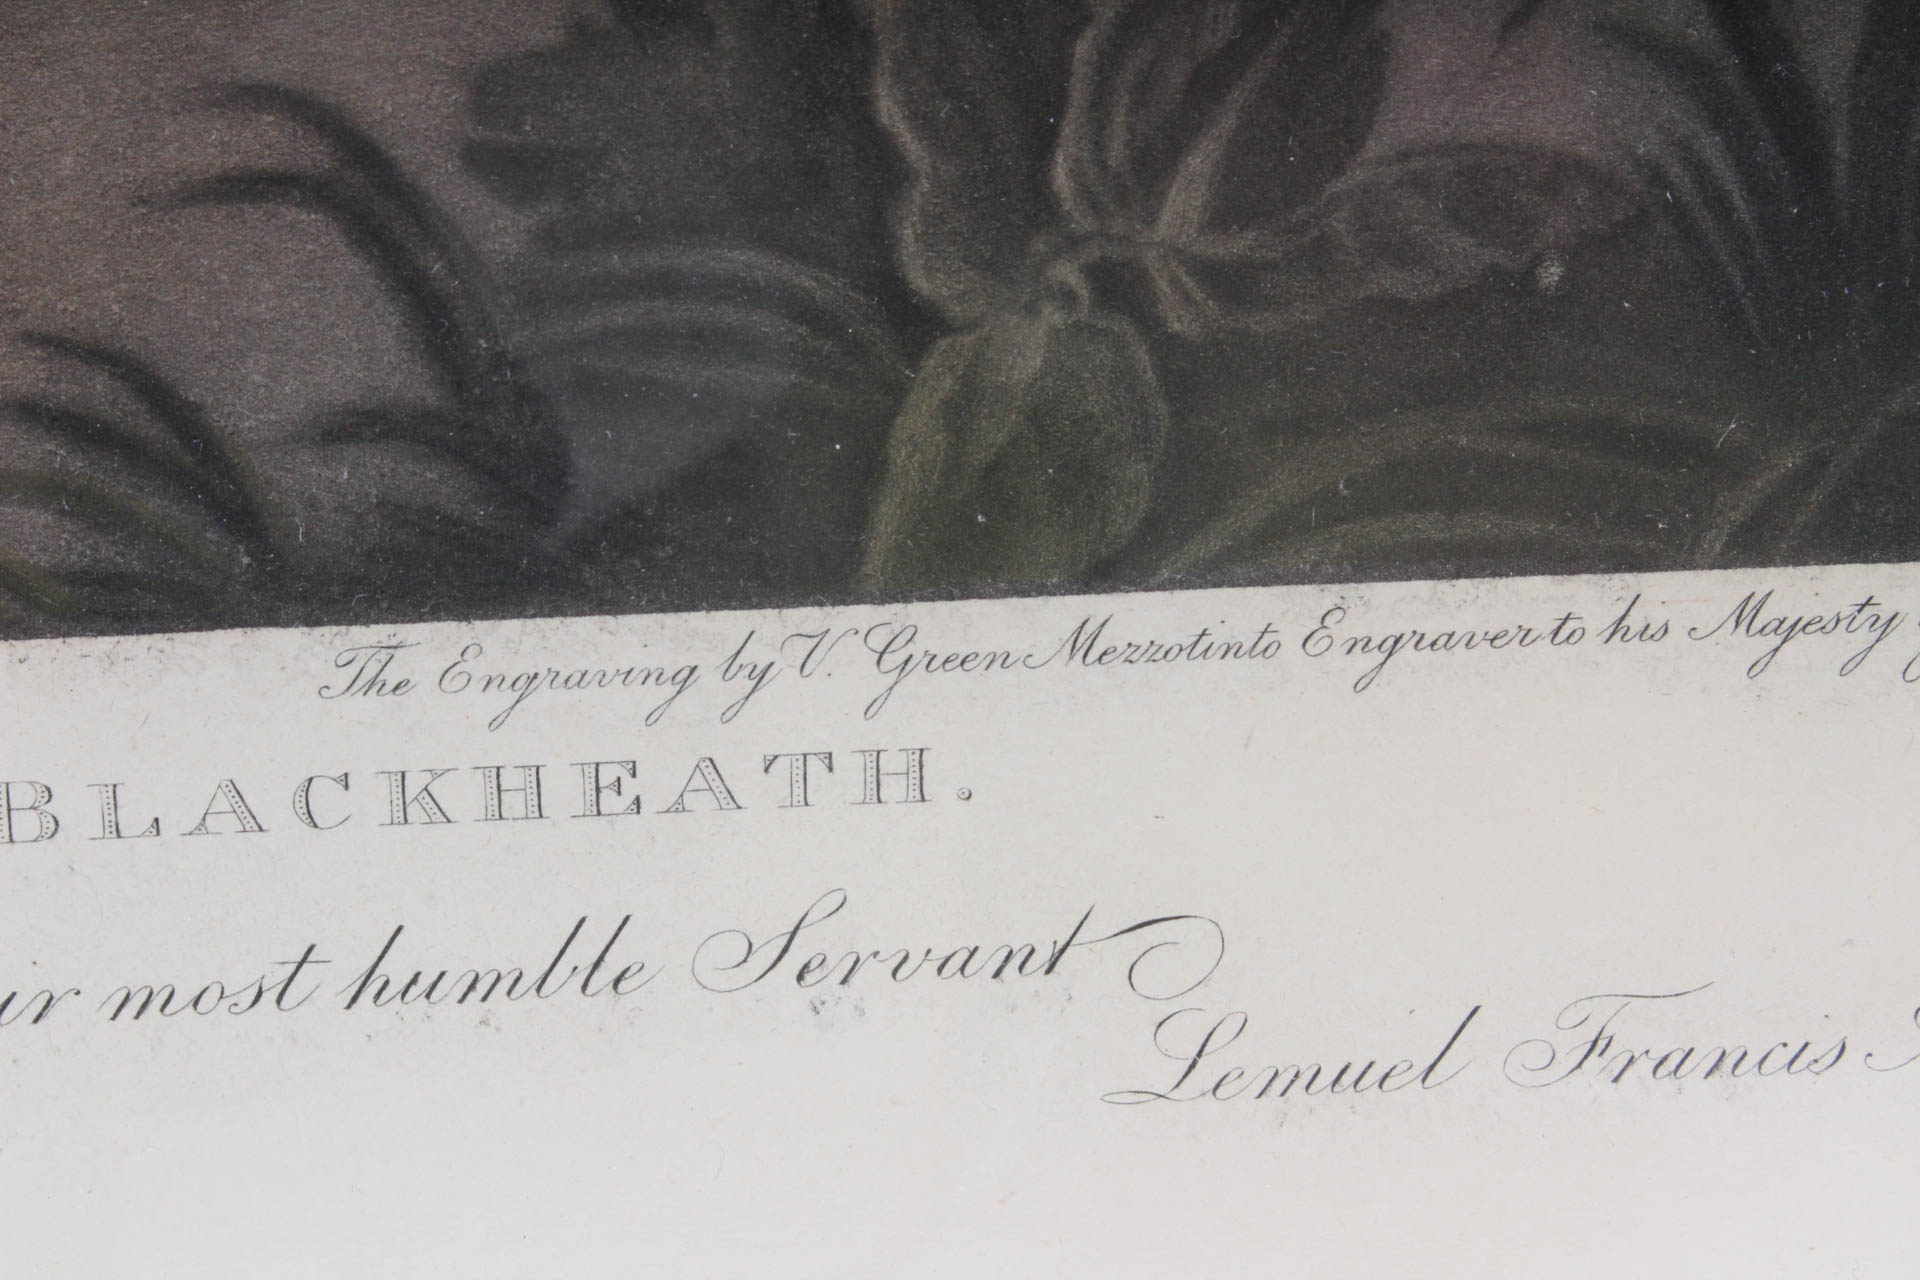 The Engraving by V. Green Mezzotinto Engraver to his Majesty
BLACKHEATH.
most humble Servant
Lemuel Francis